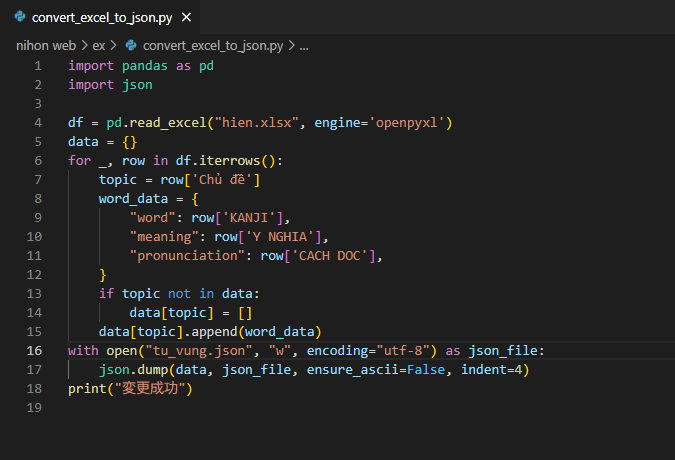 convert_excel_to_json.py ×
nihon web > ex > convert_excel_to_json.py > ...
1 import pandas as pd
2 import json
3
4 df = pd.read_excel("hien.xlsx", engine='openpyxl')
5 data = {}
6 for _, row in df.iterrows():
7     topic = row['Chủ đề']
8     word_data = {
9         "word": row['KANJI'],
10         "meaning": row['Y NGHIA'],
11         "pronunciation": row['CACH DOC'],
12     }
13     if topic not in data:
14         data[topic] = []
15     data[topic].append(word_data)
16 with open("tu_vung.json", "w", encoding="utf-8") as json_file:
17     json.dump(data, json_file, ensure_ascii=False, indent=4)
18 print("変更成功")
19